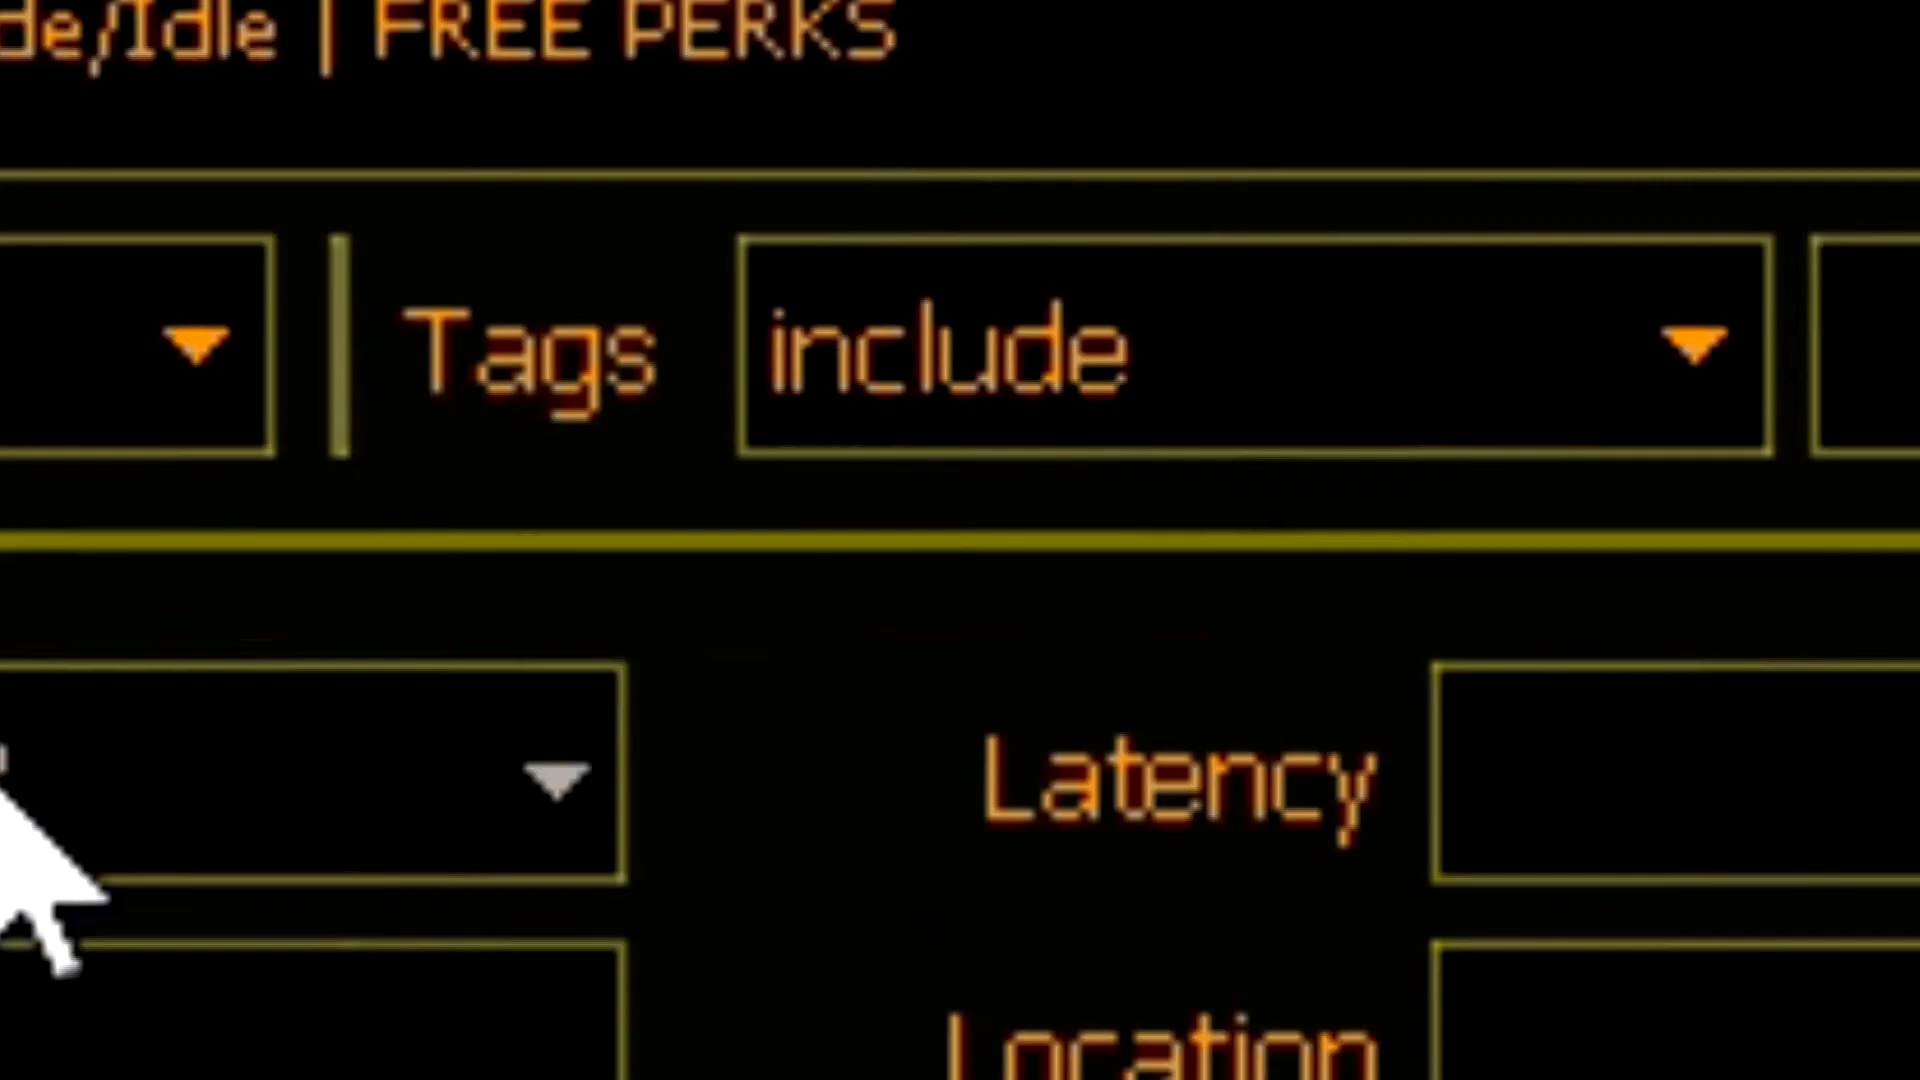 de/Idle | FREE PERKS
Tags include
Latency
Location